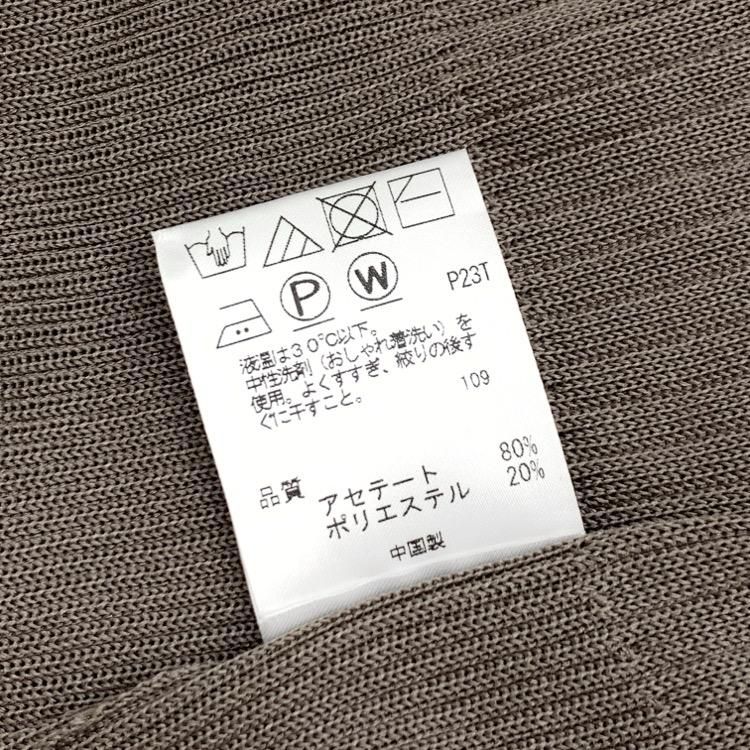 P W P23T
液温は30℃以下。
中性洗剤（おしゃれ着洗い）を
使用。よくすすぎ、絞りの後す
ぐに干すこと。 109
品質 アセテート 80%
ポリエステル 20%
中国製